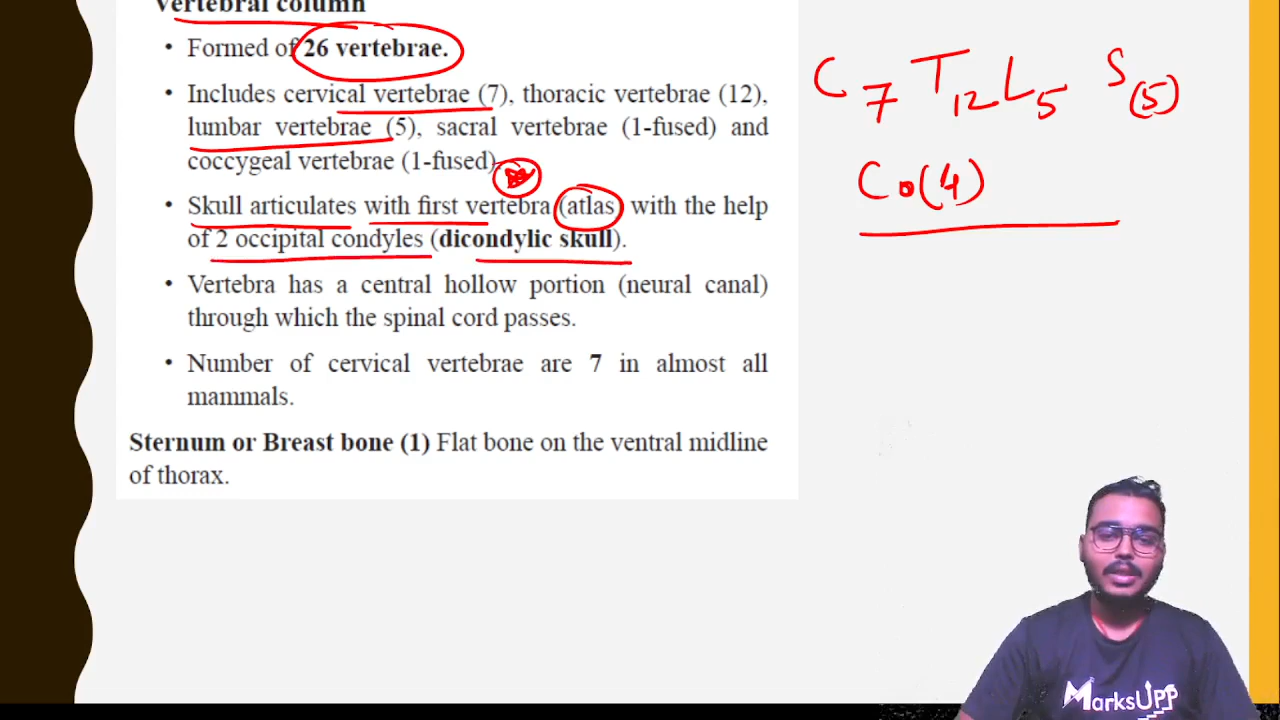 Vertebral column
• Formed of 26 vertebrae.
• Includes cervical vertebrae (7), thoracic vertebrae (12),
lumbar vertebrae (5), sacral vertebrae (1-fused) and
coccygeal vertebrae (1-fused).
• Skull articulates with first vertebra (atlas) with the help
of 2 occipital condyles (dicondylic skull).
• Vertebra has a central hollow portion (neural canal)
through which the spinal cord passes.
• Number of cervical vertebrae are 7 in almost all
mammals.
Sternum or Breast bone (1) Flat bone on the ventral midline
of thorax.
C7 T12 L5 S(5)
Co(4)
MarksUpp